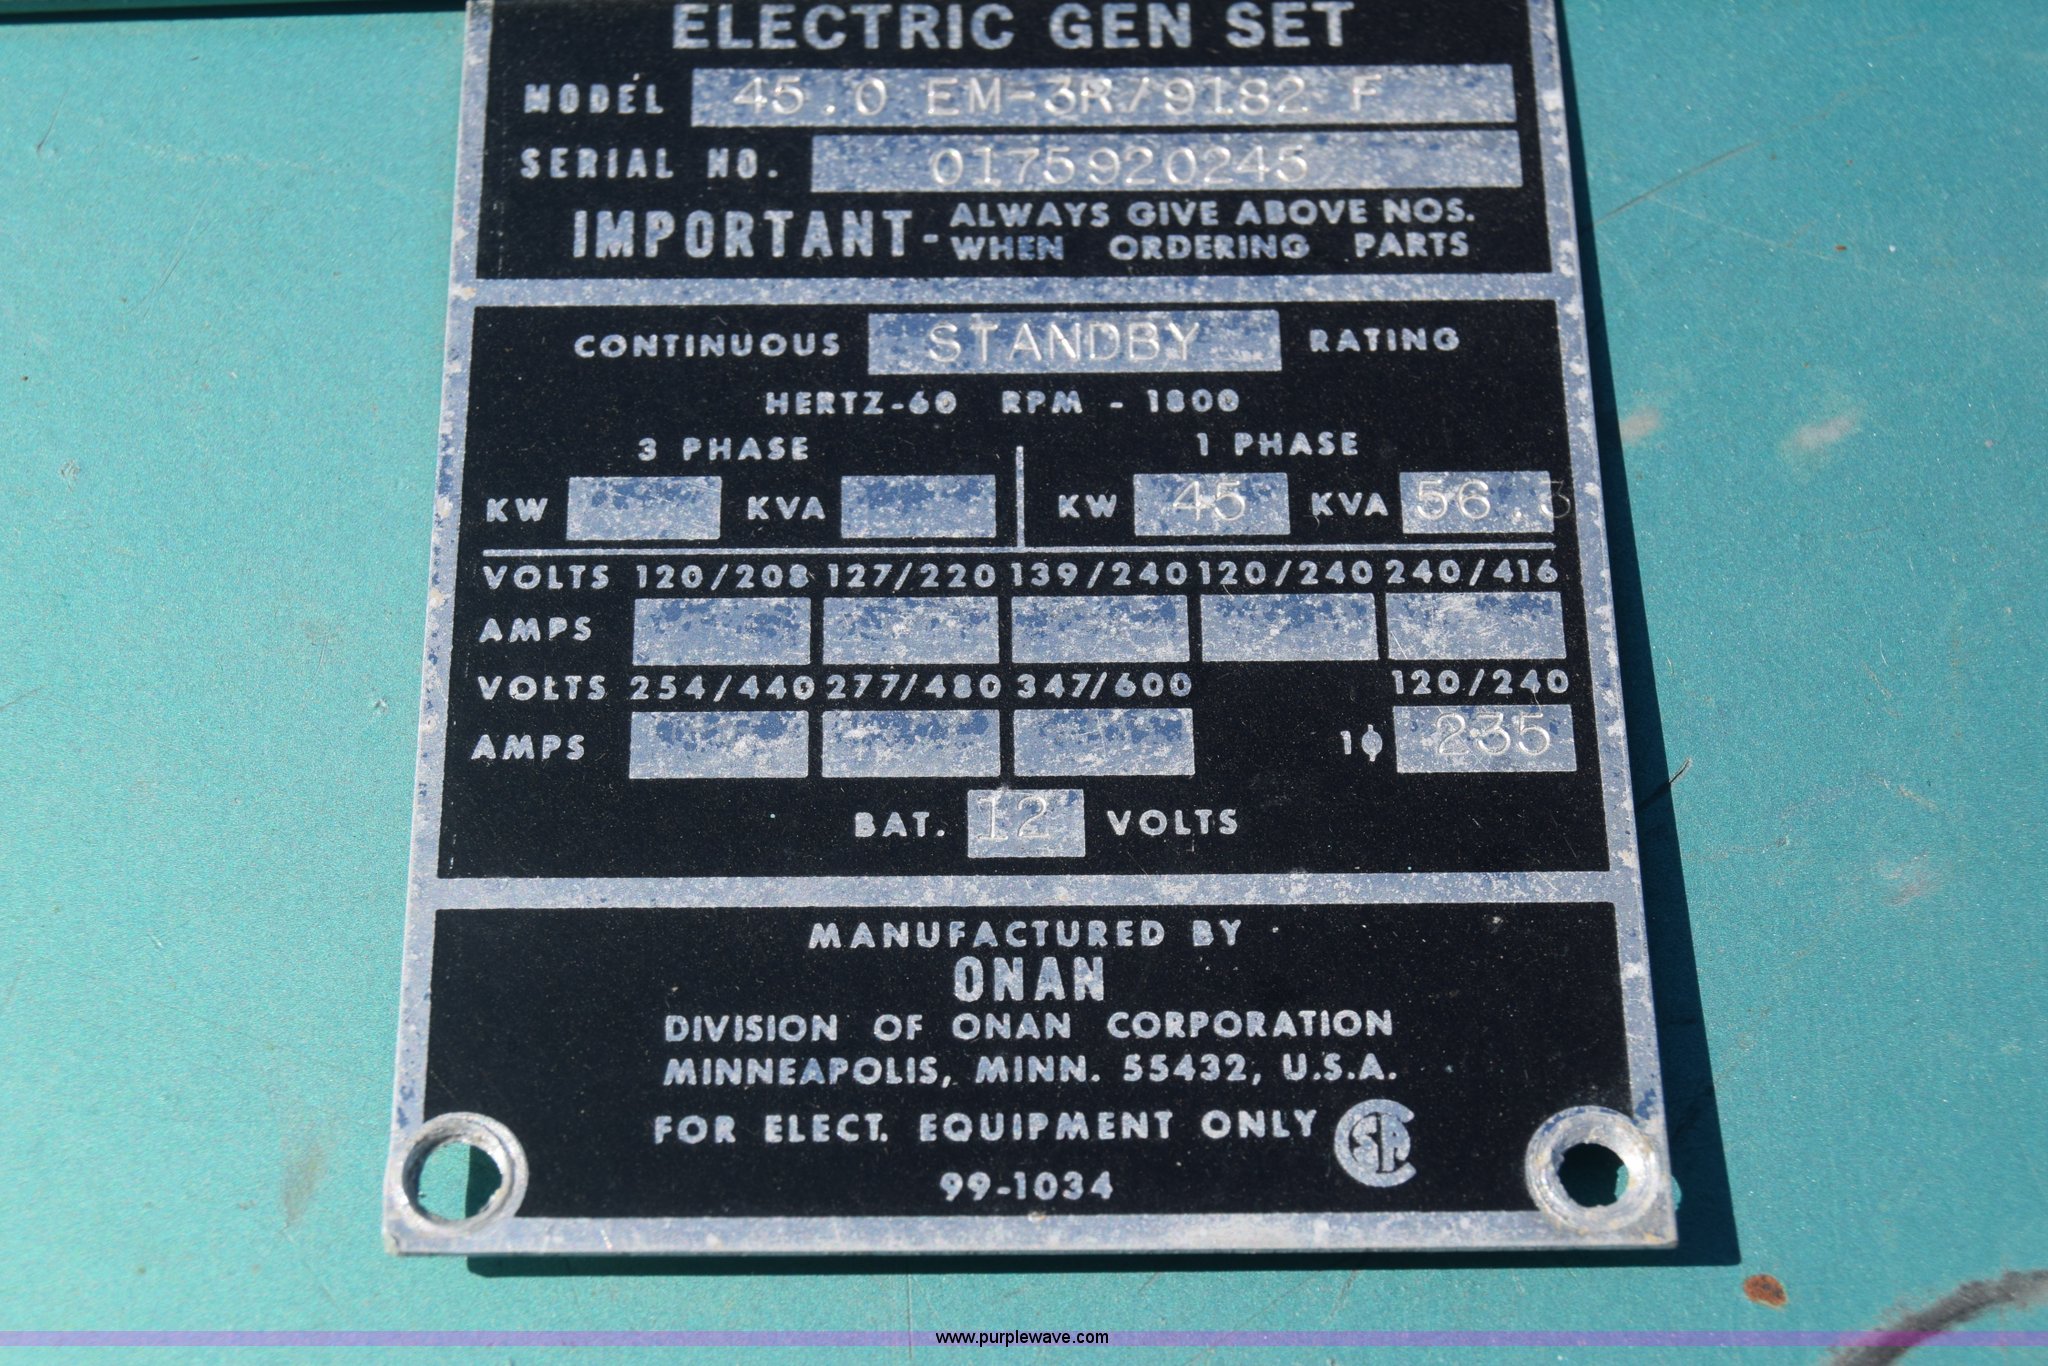 ELECTRIC GEN SET
MODEL 45.0 EM-3R/9182 F
SERIAL NO. 0175920245
IMPORTANT - ALWAYS GIVE ABOVE NOS.
WHEN ORDERING PARTS
CONTINUOUS STANDBY RATING
HERTZ-60 RPM - 1800
3 PHASE 1 PHASE
KW KVA KW 45 KVA 56.3
VOLTS 120/208 127/220 139/240 120/240 240/416
AMPS
VOLTS 254/440 277/480 347/600 120/240
AMPS 1ϕ 235
BAT. 12 VOLTS
MANUFACTURED BY
ONAN
DIVISION OF ONAN CORPORATION
MINNEAPOLIS, MINN. 55432, U.S.A.
FOR ELECT. EQUIPMENT ONLY CSA
99-1034
www.purplewave.com